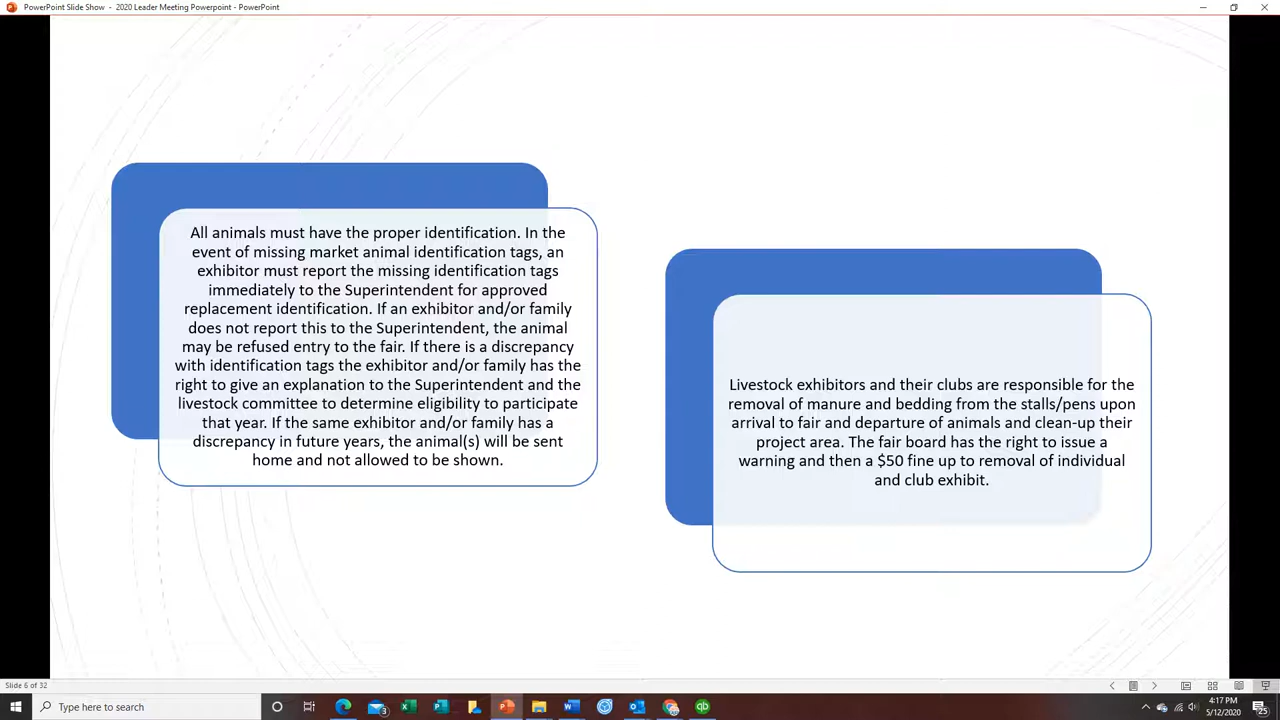 PowerPoint Slide Show - 2020 Leader Meeting Powerpoint - PowerPoint
All animals must have the proper identification. In the
event of missing market animal identification tags, an
exhibitor must report the missing identification tags
immediately to the Superintendent for approved
replacement identification. If an exhibitor and/or family
does not report this to the Superintendent, the animal
may be refused entry to the fair. If there is a discrepancy
with identification tags the exhibitor and/or family has the
right to give an explanation to the Superintendent and the
livestock committee to determine eligibility to participate
that year. If the same exhibitor and/or family has a
discrepancy in future years, the animal(s) will be sent
home and not allowed to be shown.
Livestock exhibitors and their clubs are responsible for the
removal of manure and bedding from the stalls/pens upon
arrival to fair and departure of animals and clean-up their
project area. The fair board has the right to issue a
warning and then a $50 fine up to removal of individual
and club exhibit.
Slide 6 of 32
Type here to search
3
4:17 PM
5/12/2020
25